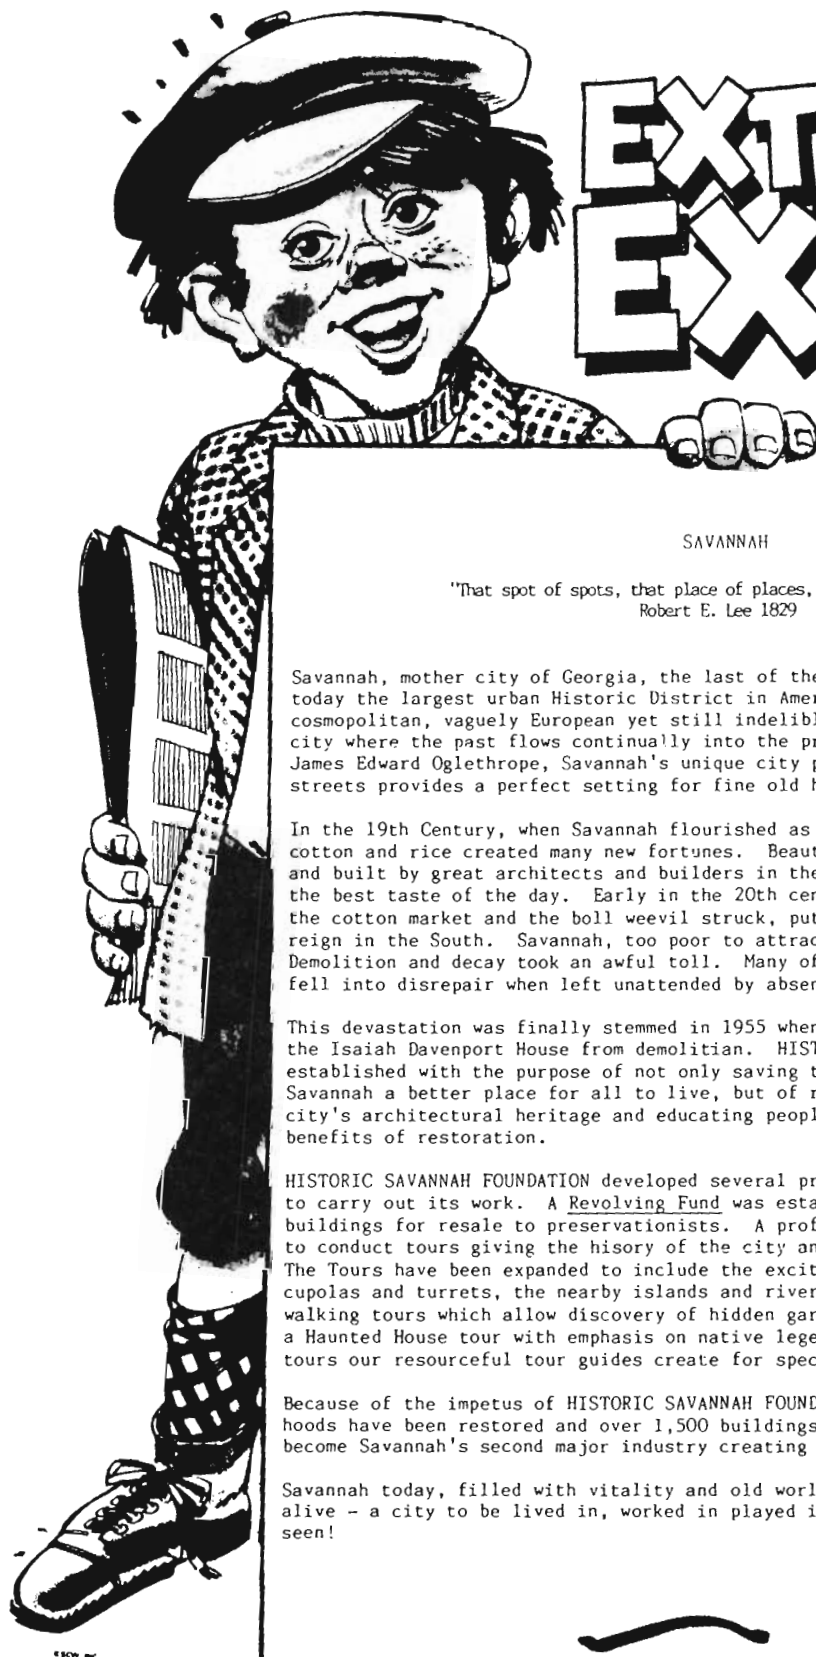 EXT
EX
SAVANNAH
"That spot of spots, that place of places,
Robert E. Lee 1829
Savannah, mother city of Georgia, the last of the
today the largest urban Historic District in Amer
cosmopolitan, vaguely European yet still indelibl
city where the past flows continually into the pr
James Edward Oglethrope, Savannah's unique city p
streets provides a perfect setting for fine old h
In the 19th Century, when Savannah flourished as
cotton and rice created many new fortunes. Beaut
and built by great architects and builders in the
the best taste of the day. Early in the 20th cen
the cotton market and the boll weevil struck, put
reign in the South. Savannah, too poor to attrac
Demolition and decay took an awful toll. Many of
fell into disrepair when left unattended by absen
This devastation was finally stemmed in 1955 when
the Isaiah Davenport House from demolitian. HIST
established with the purpose of not only saving t
Savannah a better place for all to live, but of r
city's architectural heritage and educating peopl
benefits of restoration.
HISTORIC SAVANNAH FOUNDATION developed several pr
to carry out its work. A Revolving Fund was esta
buildings for resale to preservationists. A prof
to conduct tours giving the hisory of the city an
The Tours have been expanded to include the excit
cupolas and turrets, the nearby islands and river
walking tours which allow discovery of hidden gar
a Haunted House tour with emphasis on native lege
tours our resourceful tour guides create for spec
Because of the impetus of HISTORIC SAVANNAH FOUND
hoods have been restored and over 1,500 buildings
become Savannah's second major industry creating
Savannah today, filled with vitality and old worl
alive - a city to be lived in, worked in played i
seen!